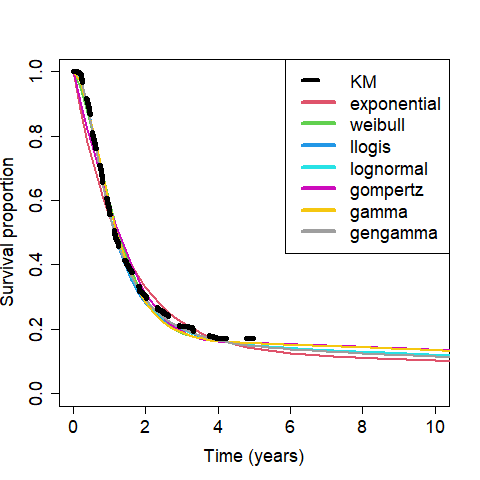 KM
exponential
weibull
llogis
lognormal
gompertz
gamma
gengamma
Survival proportion
0.0 0.2 0.4 0.6 0.8 1.0
0 2 4 6 8 10
Time (years)